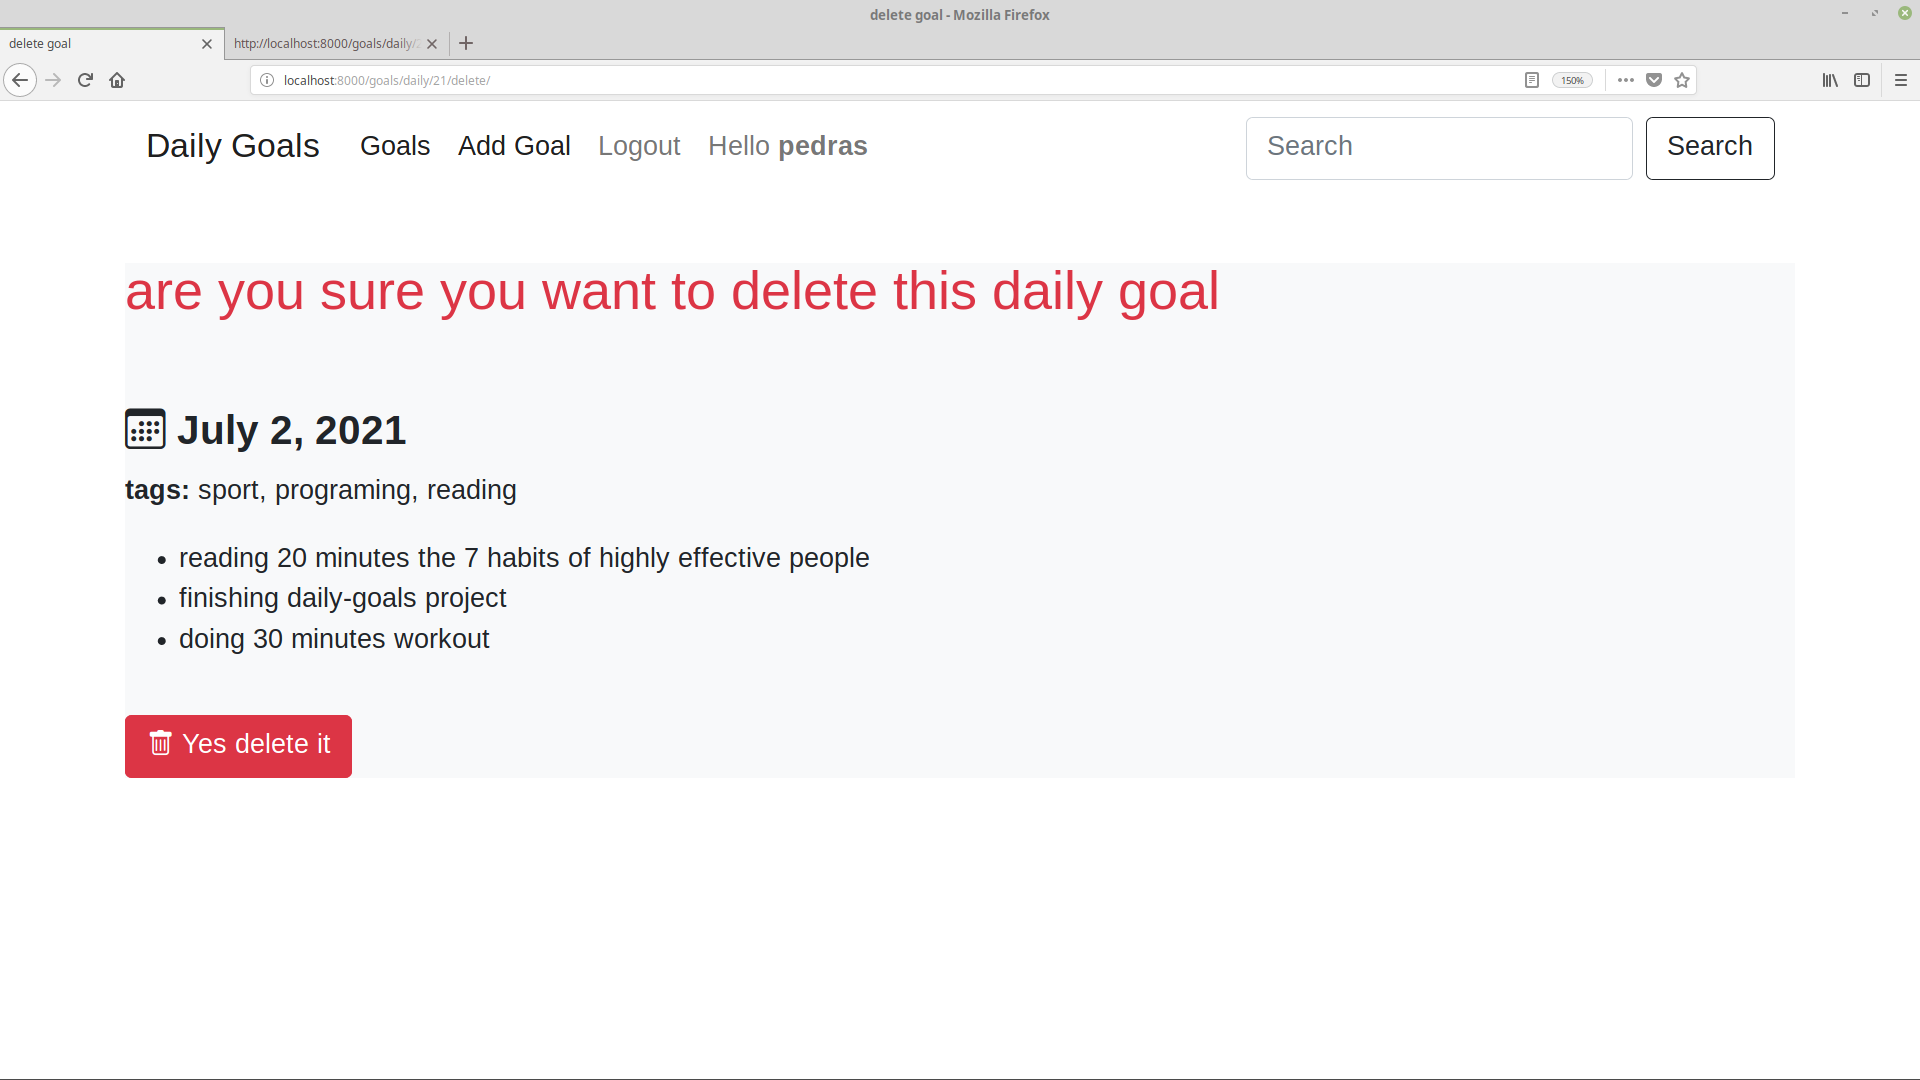 delete goal - Mozilla Firefox
delete goal
http://localhost:8000/goals/daily/
localhost:8000/goals/daily/21/delete/
150%
Daily Goals Goals Add Goal Logout Hello pedras Search Search
are you sure you want to delete this daily goal
July 2, 2021
tags: sport, programing, reading
• reading 20 minutes the 7 habits of highly effective people
• finishing daily-goals project
• doing 30 minutes workout
Yes delete it